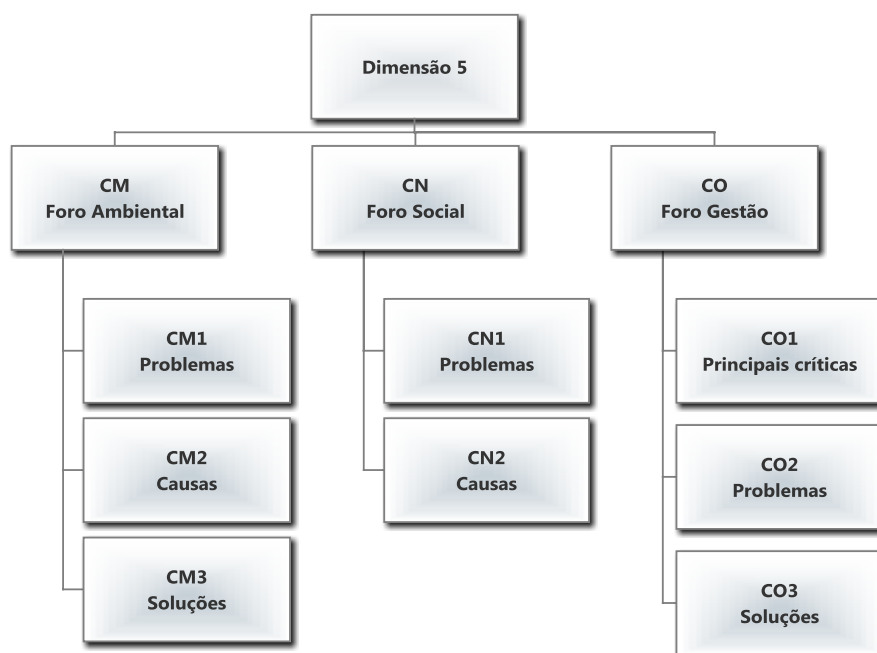 Dimensão 5
CM
Foro Ambiental
CN
Foro Social
CO
Foro Gestão
CM1
Problemas
CN1
Problemas
CO1
Principais críticas
CM2
Causas
CN2
Causas
CO2
Problemas
CM3
Soluções
CO3
Soluções